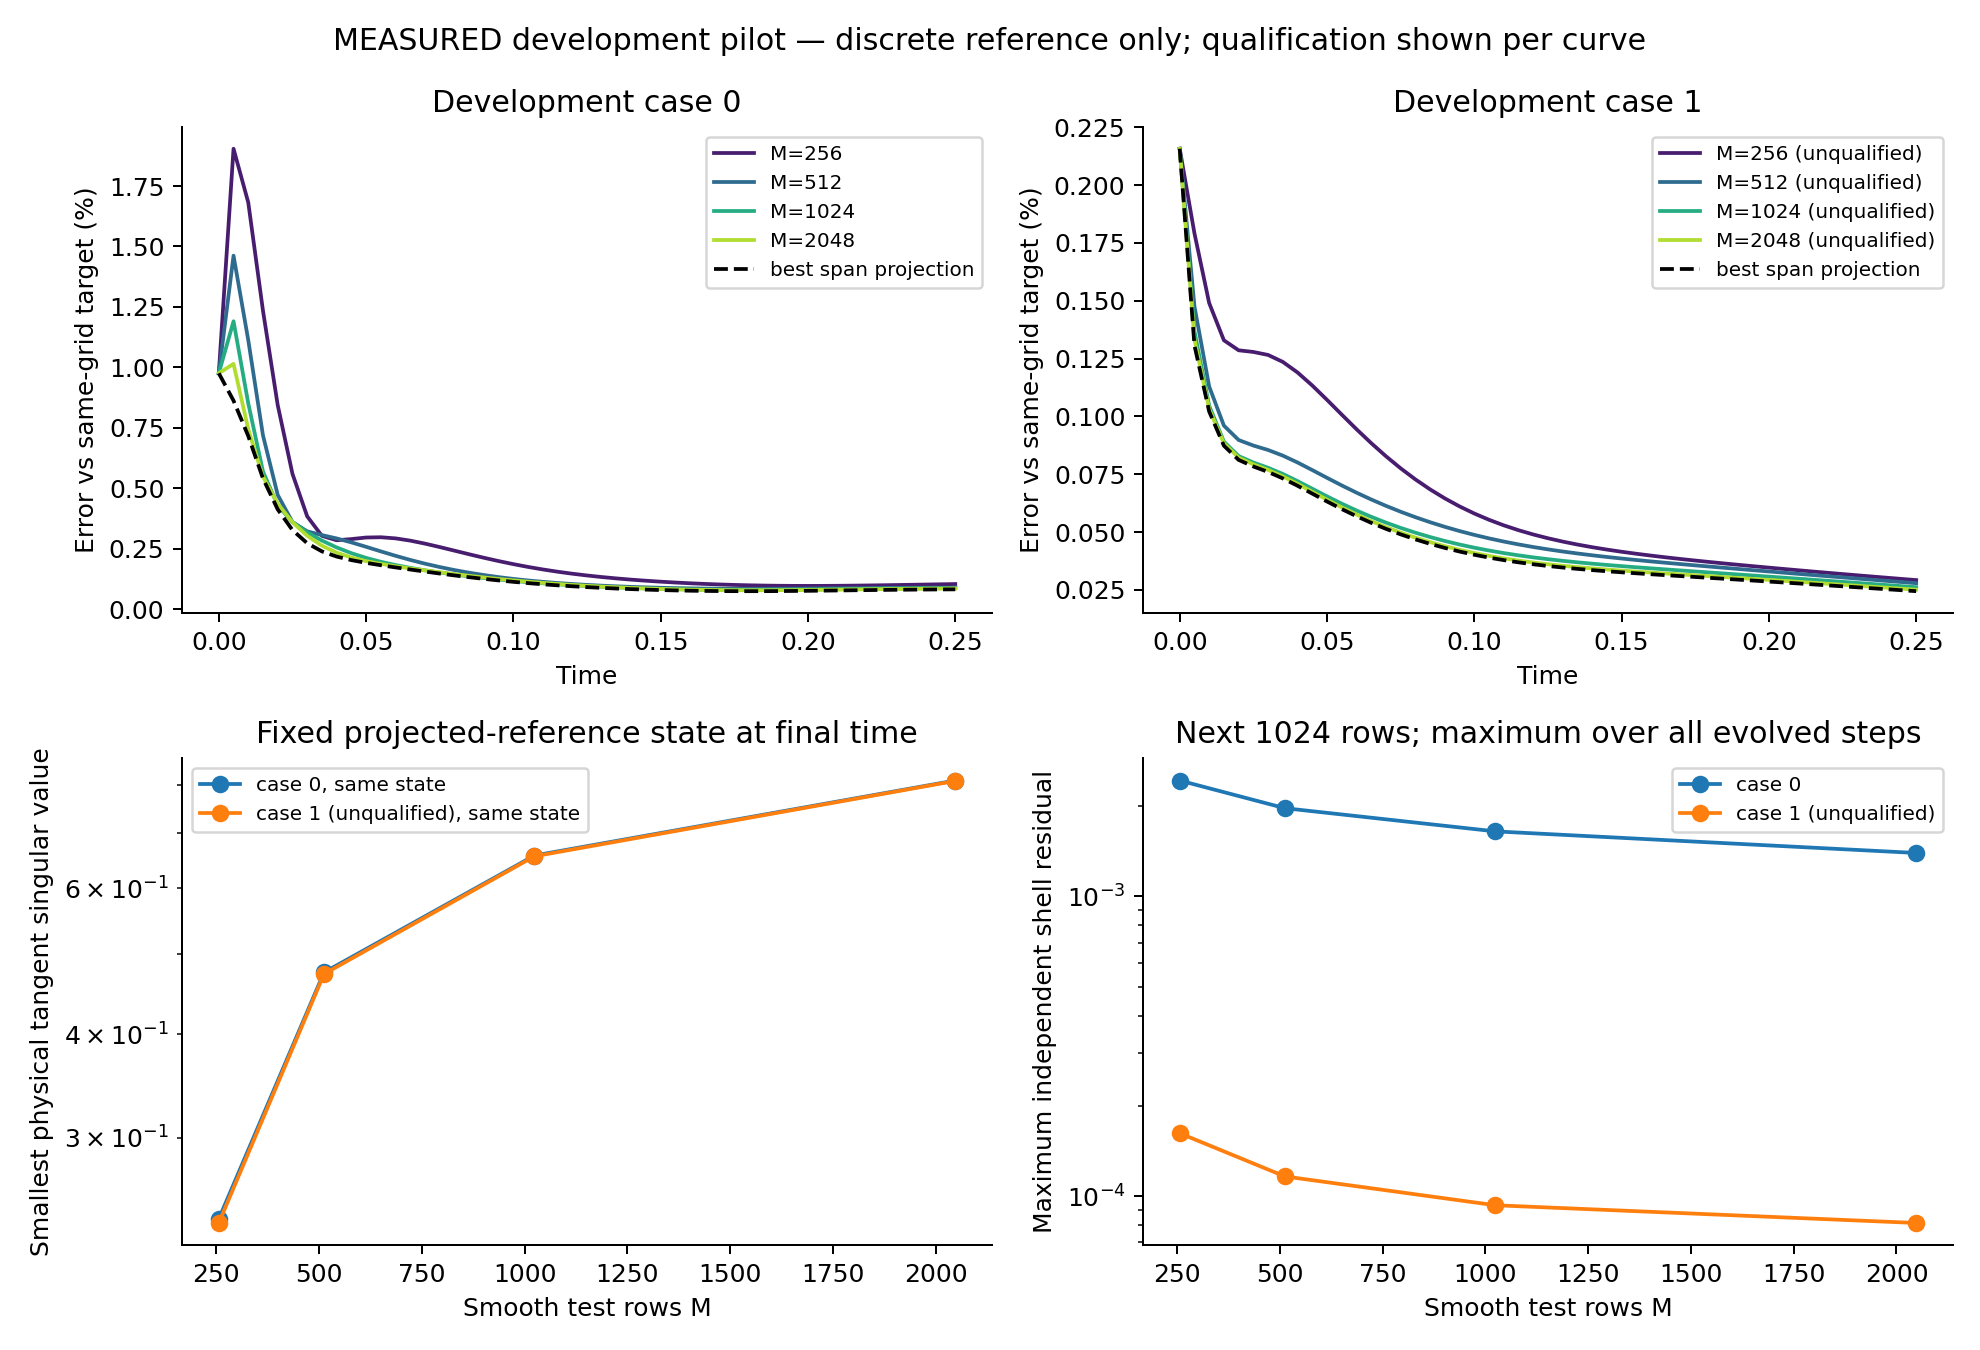 MEASURED development pilot — discrete reference only; qualification shown per curve
Development case 0
Error vs same-grid target (%)
1.75
1.50
1.25
1.00
0.75
0.50
0.25
0.00
M=256
M=512
M=1024
M=2048
best span projection
0.00 0.05 0.10 0.15 0.20 0.25
Time
Development case 1
Error vs same-grid target (%)
0.225
0.200
0.175
0.150
0.125
0.100
0.075
0.050
0.025
M=256 (unqualified)
M=512 (unqualified)
M=1024 (unqualified)
M=2048 (unqualified)
best span projection
0.00 0.05 0.10 0.15 0.20 0.25
Time
Fixed projected-reference state at final time
Smallest physical tangent singular value
case 0, same state
case 1 (unqualified), same state
6 × 10⁻¹
4 × 10⁻¹
3 × 10⁻¹
250 500 750 1000 1250 1500 1750 2000
Smooth test rows M
Next 1024 rows; maximum over all evolved steps
Maximum independent shell residual
case 0
case 1 (unqualified)
10⁻³
10⁻⁴
250 500 750 1000 1250 1500 1750 2000
Smooth test rows M